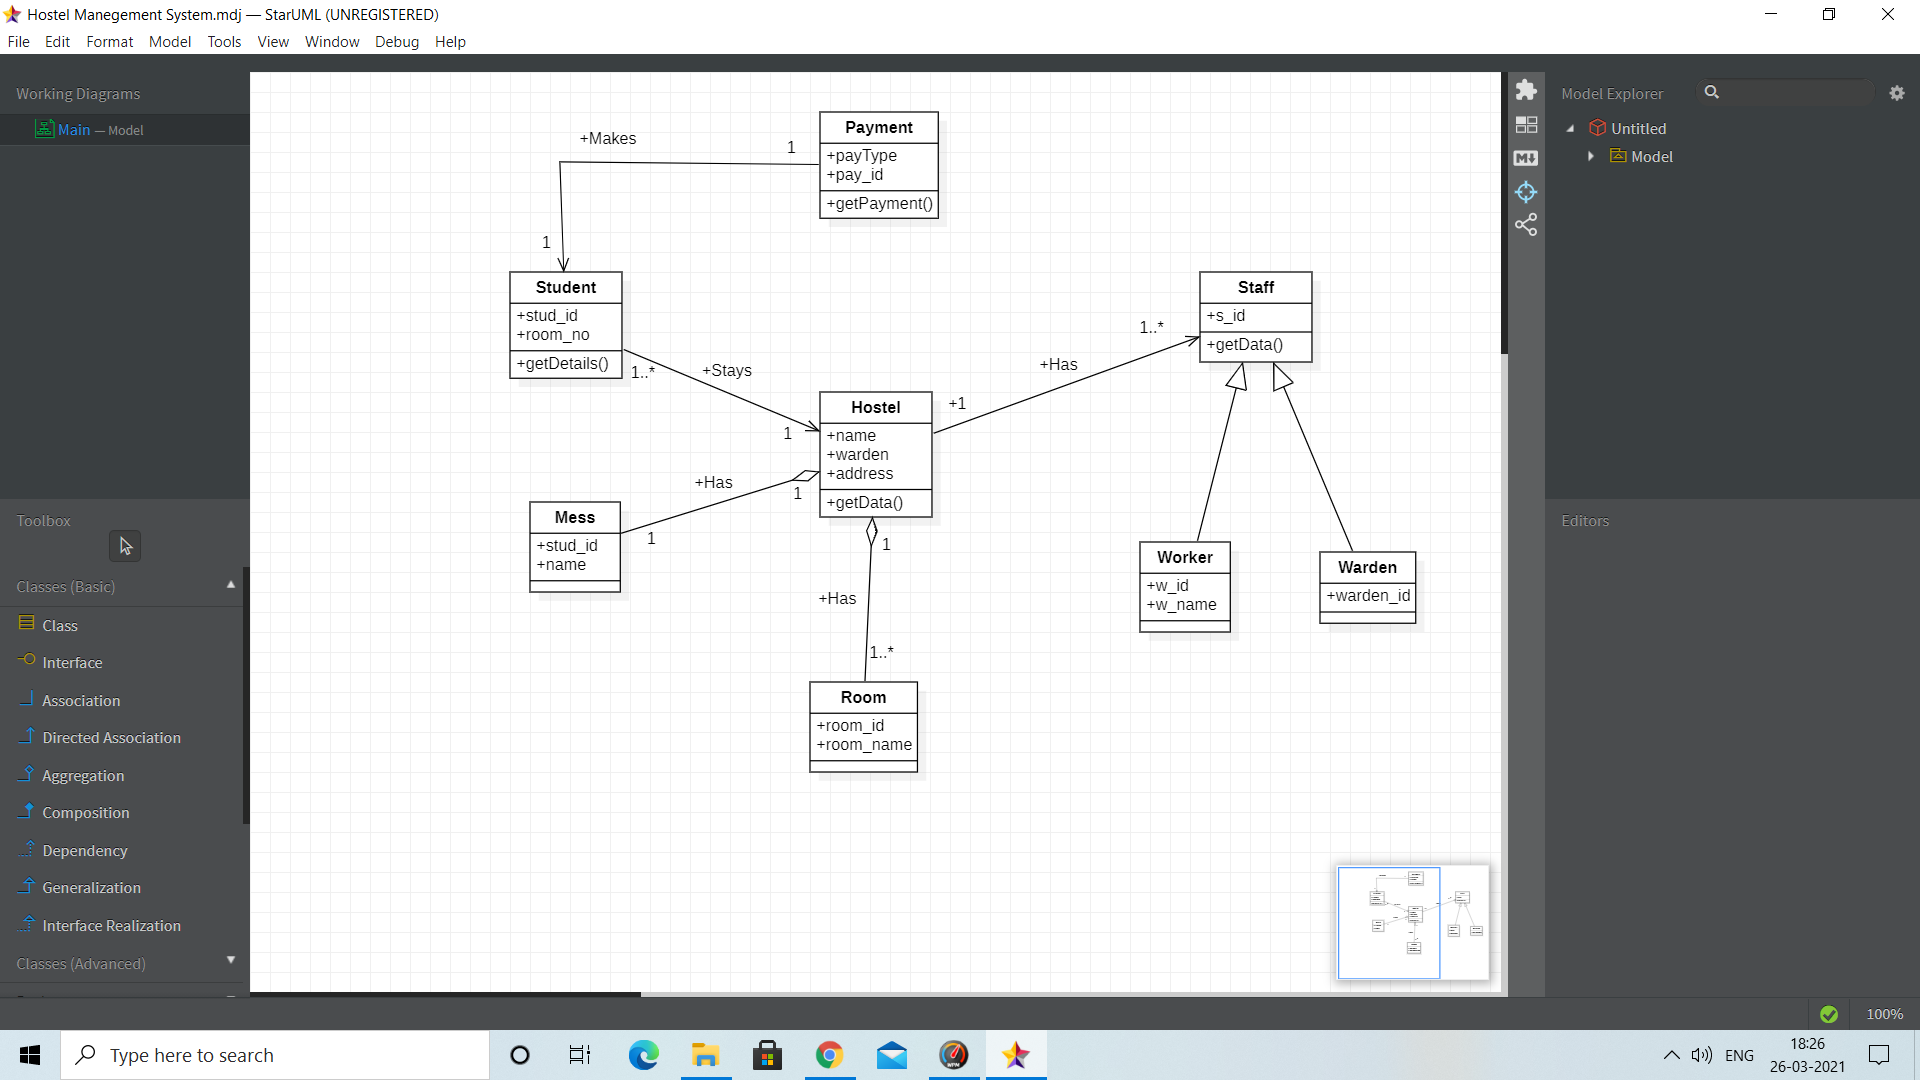 Hostel Manegement System.mdj — StarUML (UNREGISTERED)
File Edit Format Model Tools View Window Debug Help
Working Diagrams
Main — Model
Toolbox
Classes (Basic)
Class
Interface
Association
Directed Association
Aggregation
Composition
Dependency
Generalization
Interface Realization
Classes (Advanced)
+Makes
1
1
Payment
+payType
+pay_id
+getPayment()
Student
+stud_id
+room_no
+getDetails()
1..*
+Stays
1
Hostel
+name
+warden
+address
+getData()
+1
+Has
1..*
Staff
+s_id
+getData()
Mess
+stud_id
+name
1
+Has
1
1
+Has
1..*
Room
+room_id
+room_name
Worker
+w_id
+w_name
Warden
+warden_id
Model Explorer
Untitled
Model
Editors
100%
Type here to search
ENG
18:26
26-03-2021